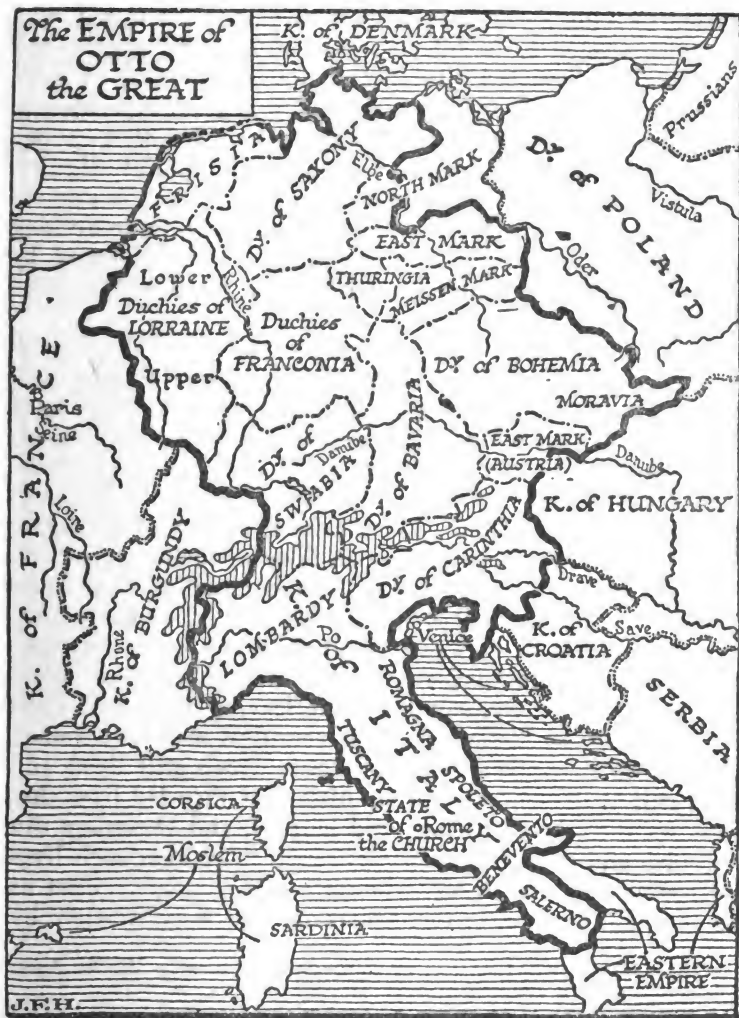 The EMPIRE of
OTTO
the GREAT
K. of DENMARK
Prussians
FRISIA
Dy. of SAXONY
Elbe
NORTH MARK
Dy. of POLAND
Vistula
Oder
EAST MARK
THURINGIA
MEISSEN MARK
Lower
Duchies of
LORRAINE
Upper
Rhine
Duchies
of
FRANCONIA
Dy. of BOHEMIA
MORAVIA
K. of FRANCE
Paris
Seine
Loire
Dy. of
SWABIA
Danube
Dy. of BAVARIA
EAST MARK
(AUSTRIA)
Danube
K. of HUNGARY
K. of BURGUNDY
Rhone
Dy. of CARINTHIA
Drave
Save
LOMBARDY
Po
Venice
K. of
CROATIA
SERBIA
K. of ITALY
ROMAGNA
TUSCANY
SPOLETO
STATE
of Rome
the CHURCH
BENEVENTO
SALERNO
CORSICA
Moslem
SARDINIA
EASTERN
EMPIRE
J.F.H.